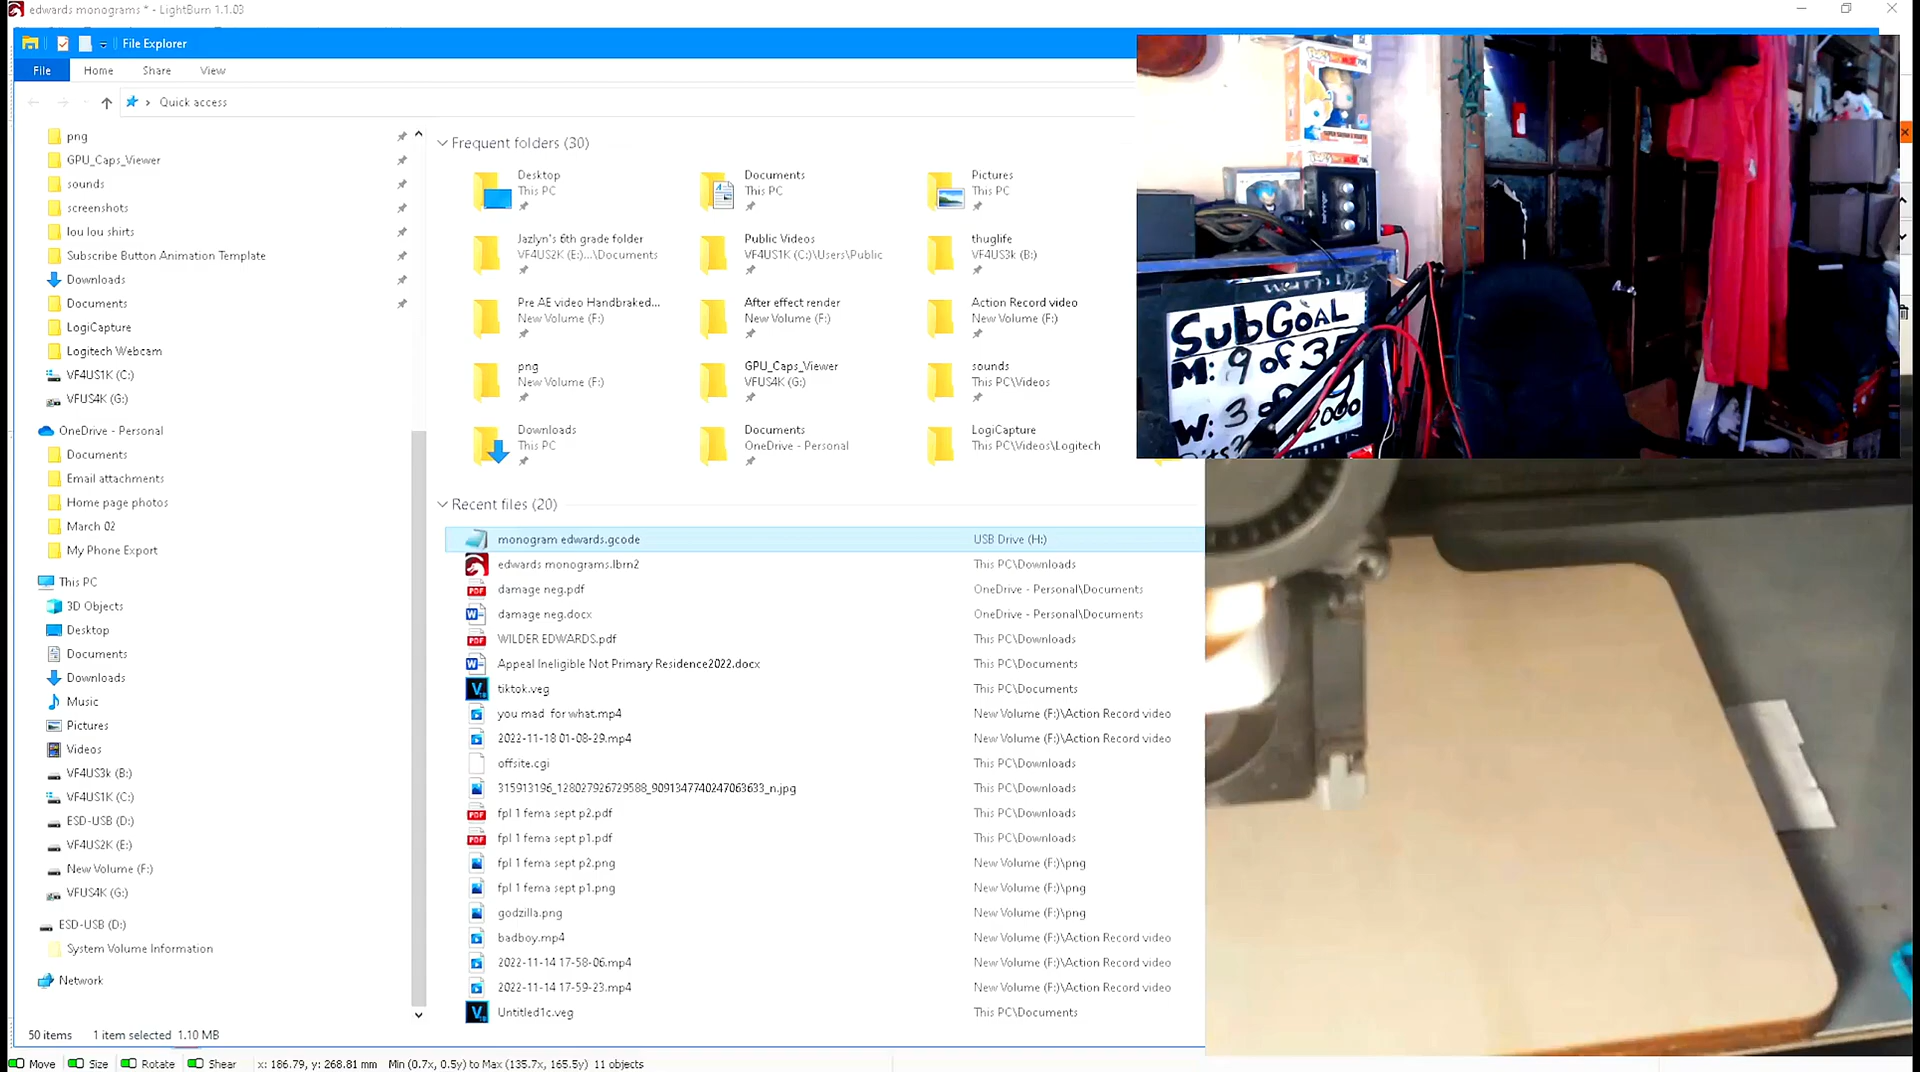 edwards monograms * - LightBurn 1.1.03
File Explorer
File Home Share View
Quick access
png
GPU_Caps_Viewer
sounds
screenshots
lou lou shirts
Subscribe Button Animation Template
Downloads
Documents
LogiCapture
Logitech Webcam
VF4US1K (C:)
VFUS4K (G:)
OneDrive - Personal
Documents
Email attachments
Home page photos
March 02
My Phone Export
This PC
3D Objects
Desktop
Documents
Downloads
Music
Pictures
Videos
VF4US3k (B:)
VF4US1K (C:)
ESD-USB (D:)
VF4US2K (E:)
New Volume (F:)
VFUS4K (G:)
ESD-USB (D:)
System Volume Information
Network
Frequent folders (30)
Desktop
This PC
Documents
This PC
Pictures
This PC
Jazlyn's 6th grade folder
VF4US2K (E:)...\Documents
Public Videos
VF4US1K (C:)\Users\Public
thuglife
VF4US3k (B:)
Pre AE video Handbraked...
New Volume (F:)
After effect render
New Volume (F:)
Action Record video
New Volume (F:)
png
New Volume (F:)
GPU_Caps_Viewer
VFUS4K (G:)
sounds
This PC\Videos
Downloads
This PC
Documents
OneDrive - Personal
LogiCapture
This PC\Videos\Logitech
Recent files (20)
monogram edwards.gcode USB Drive (H:)
edwards monograms.lbrn2 This PC\Downloads
damage neg.pdf OneDrive - Personal\Documents
damage neg.docx OneDrive - Personal\Documents
WILDER EDWARDS.pdf This PC\Downloads
Appeal Ineligible Not Primary Residence2022.docx This PC\Documents
tiktok.veg This PC\Documents
you mad for what.mp4 New Volume (F:)\Action Record video
2022-11-18 01-08-29.mp4 New Volume (F:)\Action Record video
offsite.cgi This PC\Downloads
315913196_128027926729588_9091347740247063633_n.jpg This PC\Downloads
fpl 1 fema sept p2.pdf This PC\Downloads
fpl 1 fema sept p1.pdf This PC\Downloads
fpl 1 fema sept p2.png New Volume (F:)\png
fpl 1 fema sept p1.png New Volume (F:)\png
godzilla.png New Volume (F:)\png
badboy.mp4 New Volume (F:)\Action Record video
2022-11-14 17-58-06.mp4 New Volume (F:)\Action Record video
2022-11-14 17-59-23.mp4 New Volume (F:)\Action Record video
Untitled1c.veg This PC\Documents
50 items 1 item selected 1.10 MB
Move Size Rotate Shear x: 186.79, y: 268.81 mm Min (0.7x, 0.5y) to Max (135.7x, 165.5y) 11 objects
behringer
SubGoal
M: 9 of 35
W: 3
2000